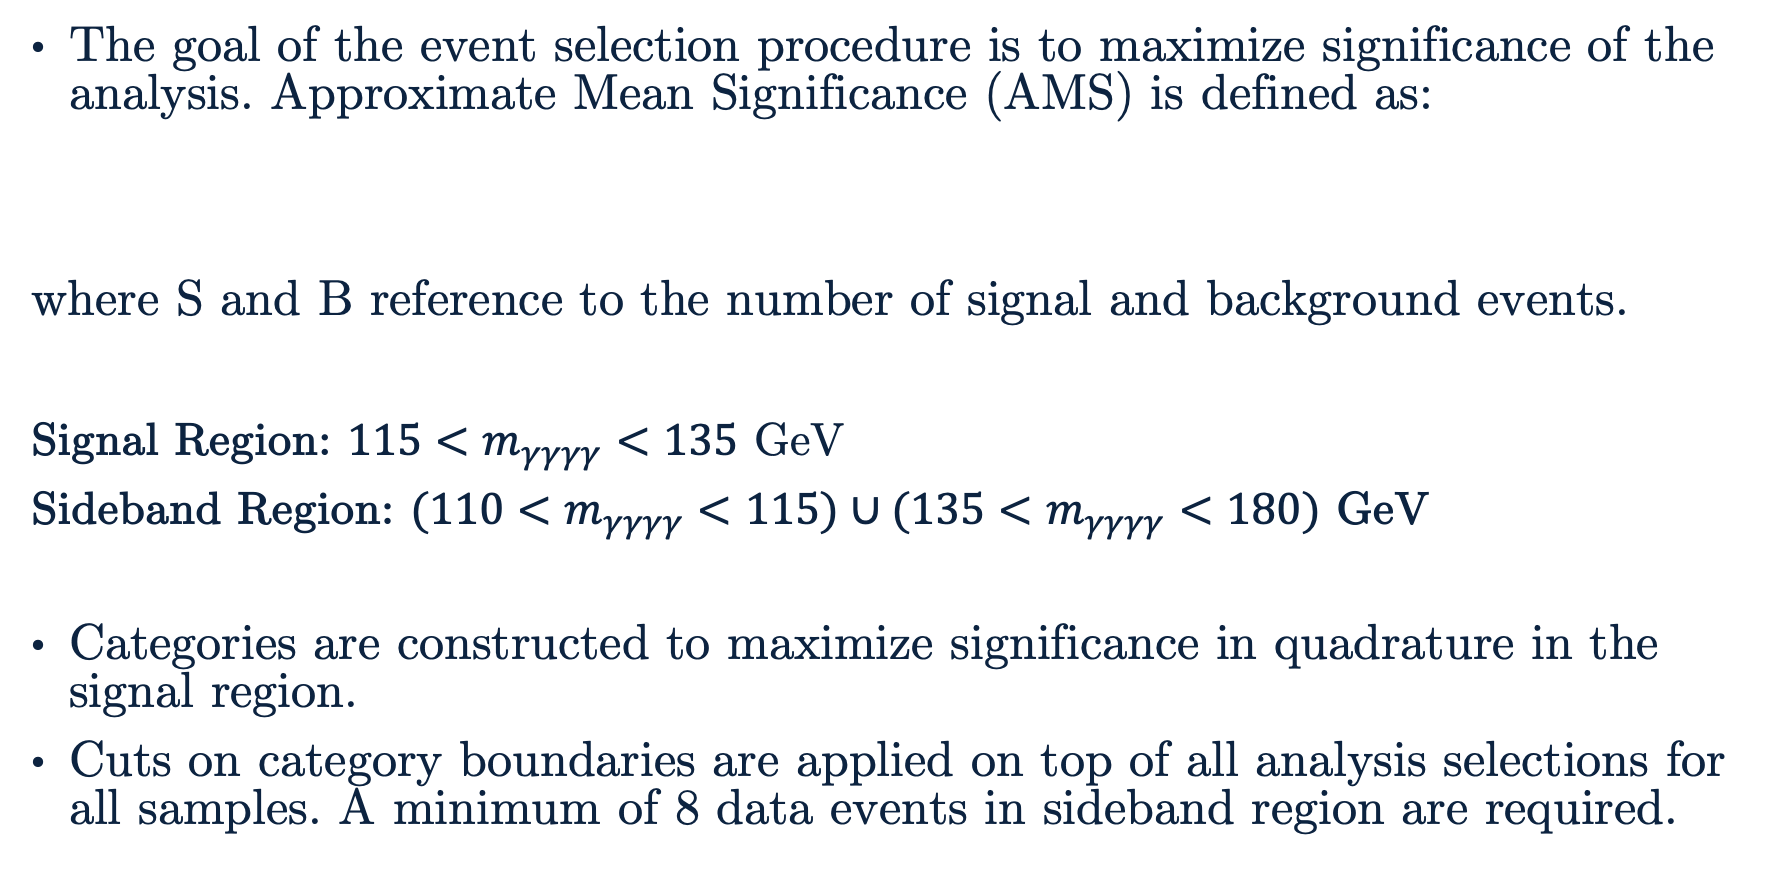 • The goal of the event selection procedure is to maximize significance of the
analysis. Approximate Mean Significance (AMS) is defined as:
where S and B reference to the number of signal and background events.
Signal Region: 115 < m_γγγγ < 135 GeV
Sideband Region: (110 < m_γγγγ < 115) ∪ (135 < m_γγγγ < 180) GeV
• Categories are constructed to maximize significance in quadrature in the
signal region.
• Cuts on category boundaries are applied on top of all analysis selections for
all samples. A minimum of 8 data events in sideband region are required.